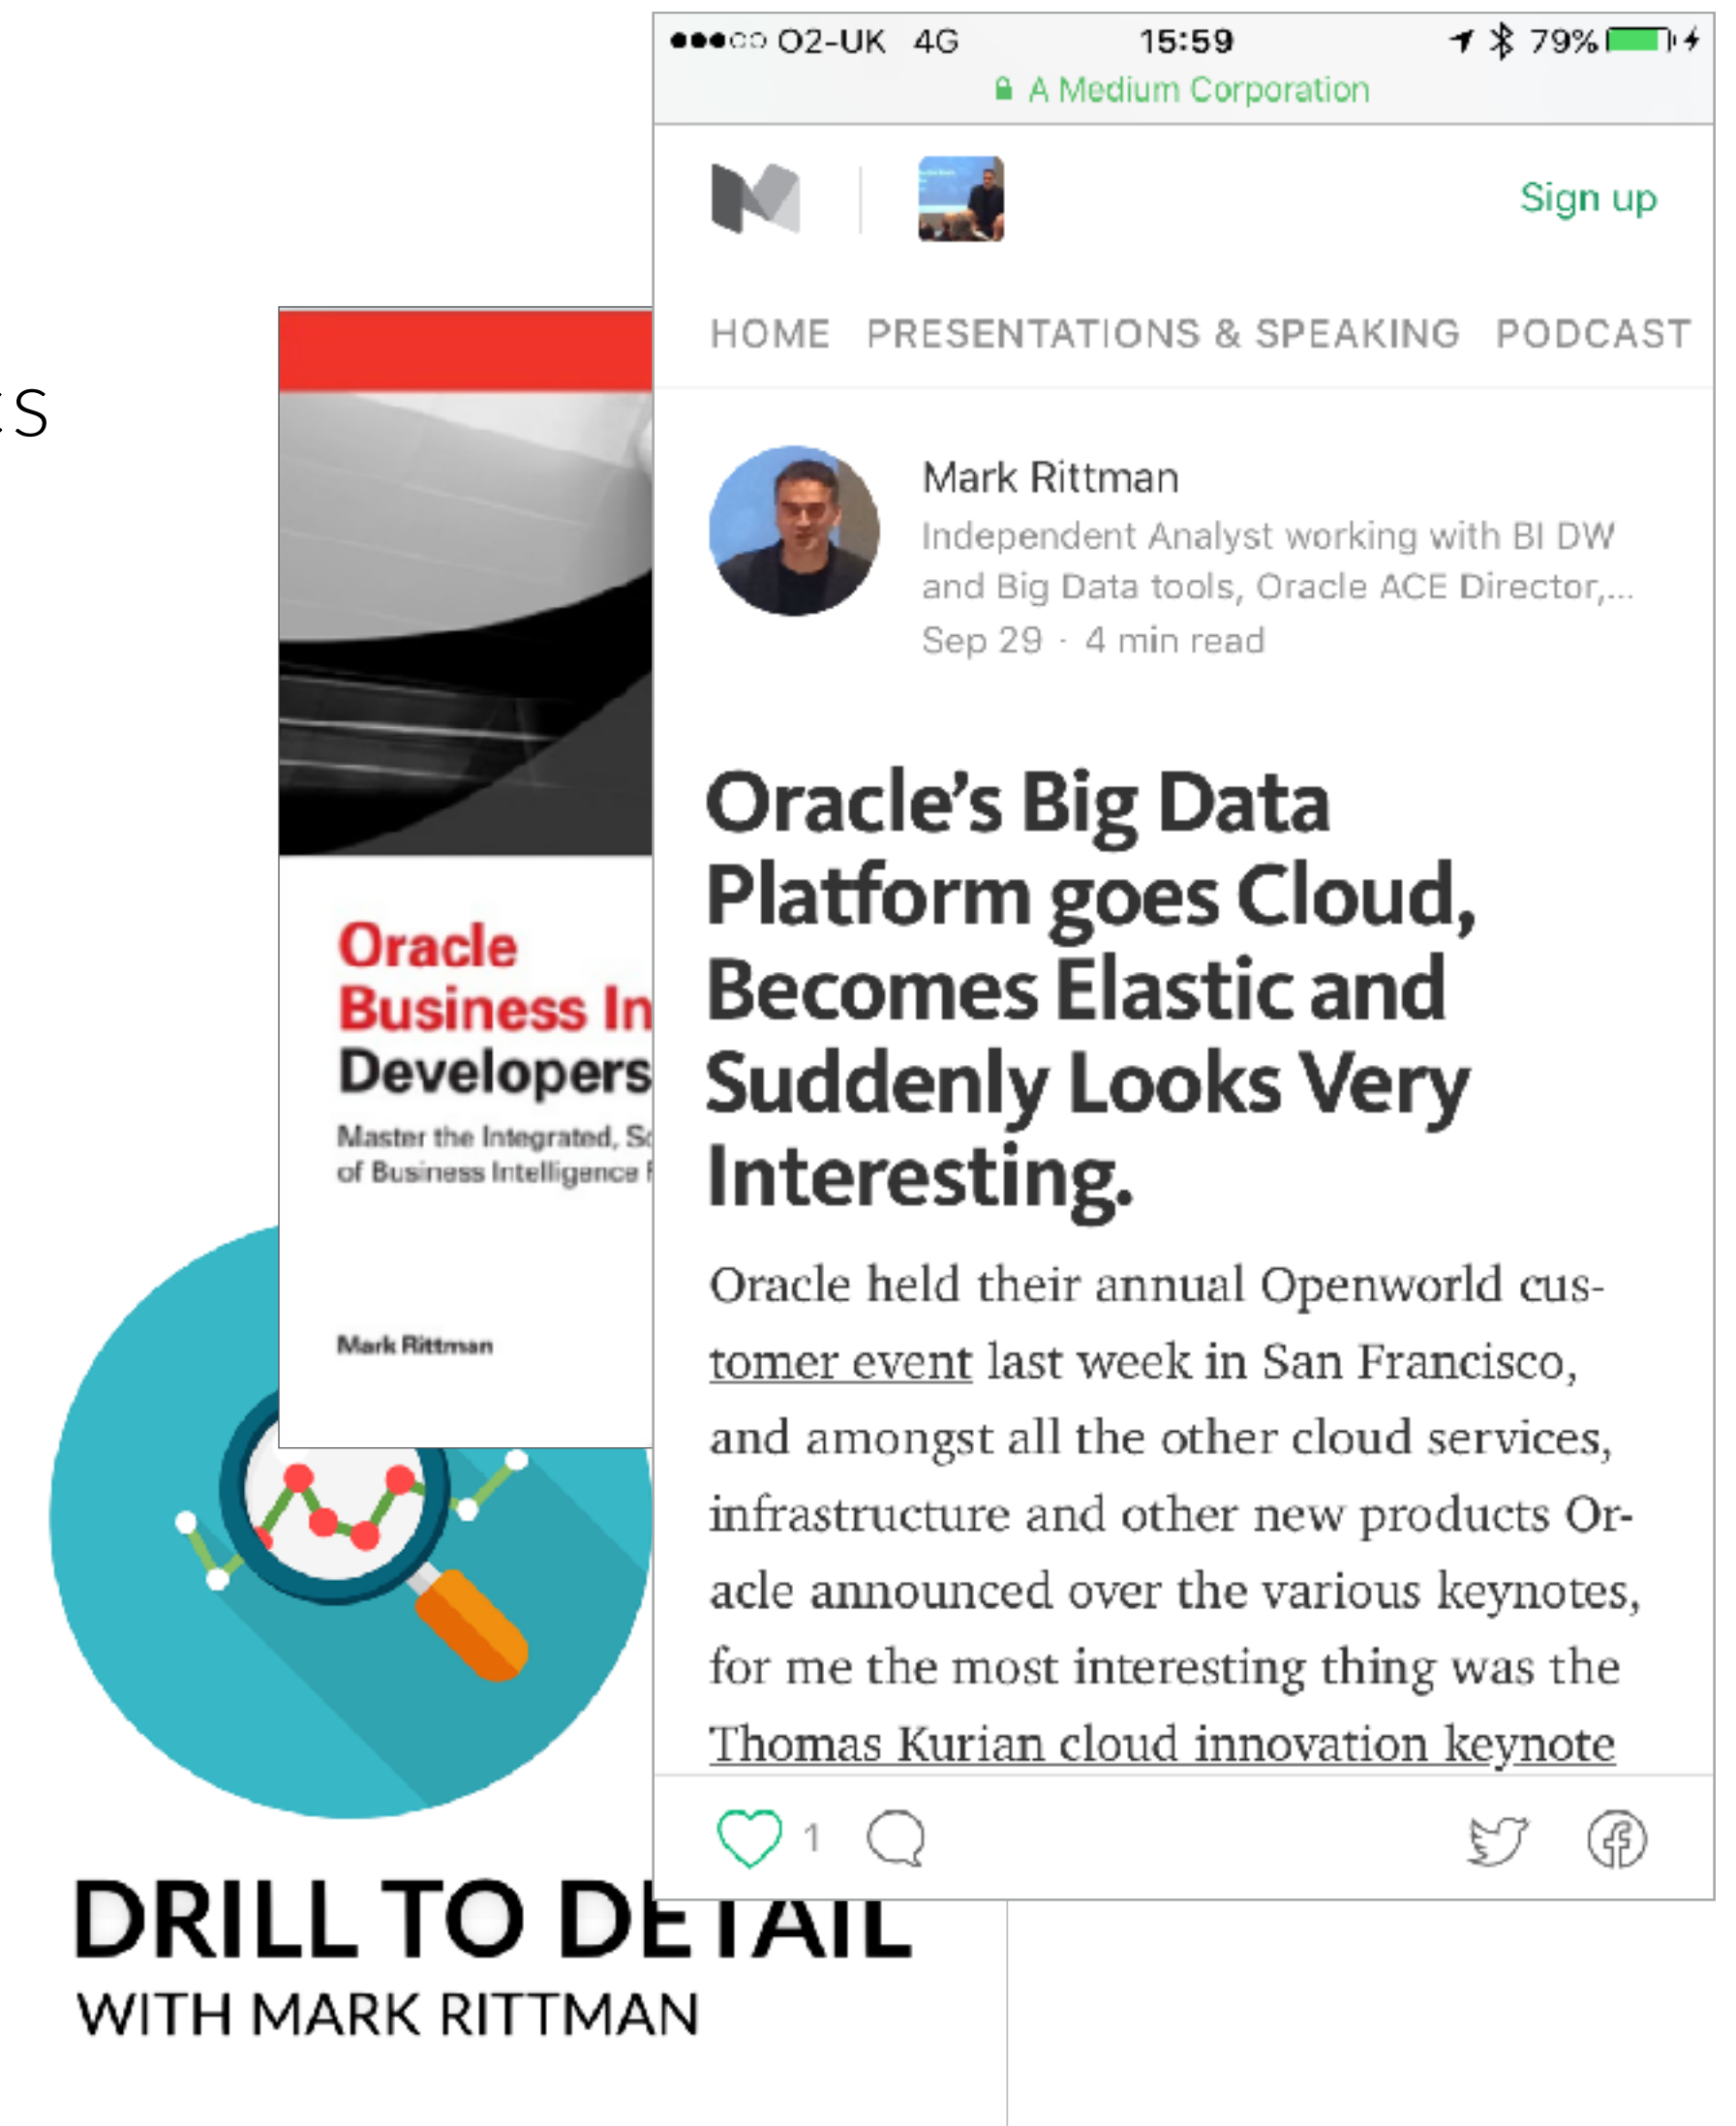 O2-UK 4G 15:59 79%
A Medium Corporation
Sign up
HOME PRESENTATIONS & SPEAKING PODCAST
Mark Rittman
Independent Analyst working with BI DW
and Big Data tools, Oracle ACE Director,...
Sep 29 · 4 min read
Oracle’s Big Data
Platform goes Cloud,
Becomes Elastic and
Suddenly Looks Very
Interesting.
Oracle held their annual Openworld cus-
tomer event last week in San Francisco,
and amongst all the other cloud services,
infrastructure and other new products Or-
acle announced over the various keynotes,
for me the most interesting thing was the
Thomas Kurian cloud innovation keynote
1
Oracle
Business In
Developers
Master the Integrated, Sc
of Business Intelligence
Mark Rittman
DRILL TO DETAIL
WITH MARK RITTMAN